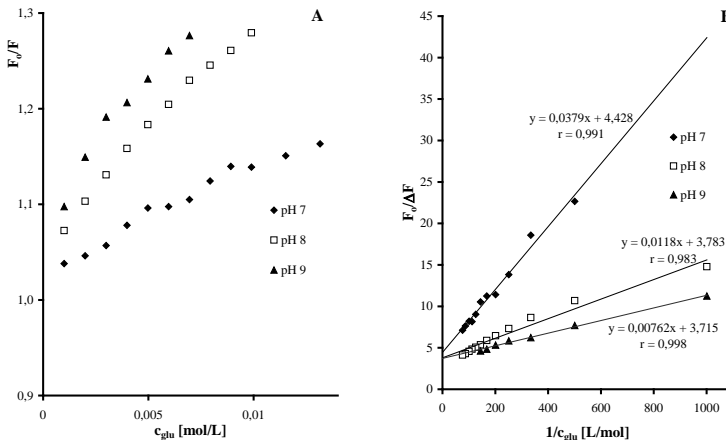 A
1,3
1,2
1,1
1,0
0,9
Fo/F
pH 7
pH 8
pH 9
0
0,005
0,01
cglu [mol/L]
B
45
40
35
30
25
20
15
10
5
0
Fo/ΔF
y = 0,0379x + 4,428
r = 0,991
pH 7
pH 8
pH 9
y = 0,0118x + 3,783
r = 0,983
y = 0,00762x + 3,715
r = 0,998
0
200
400
600
800
1000
1/cglu [L/mol]